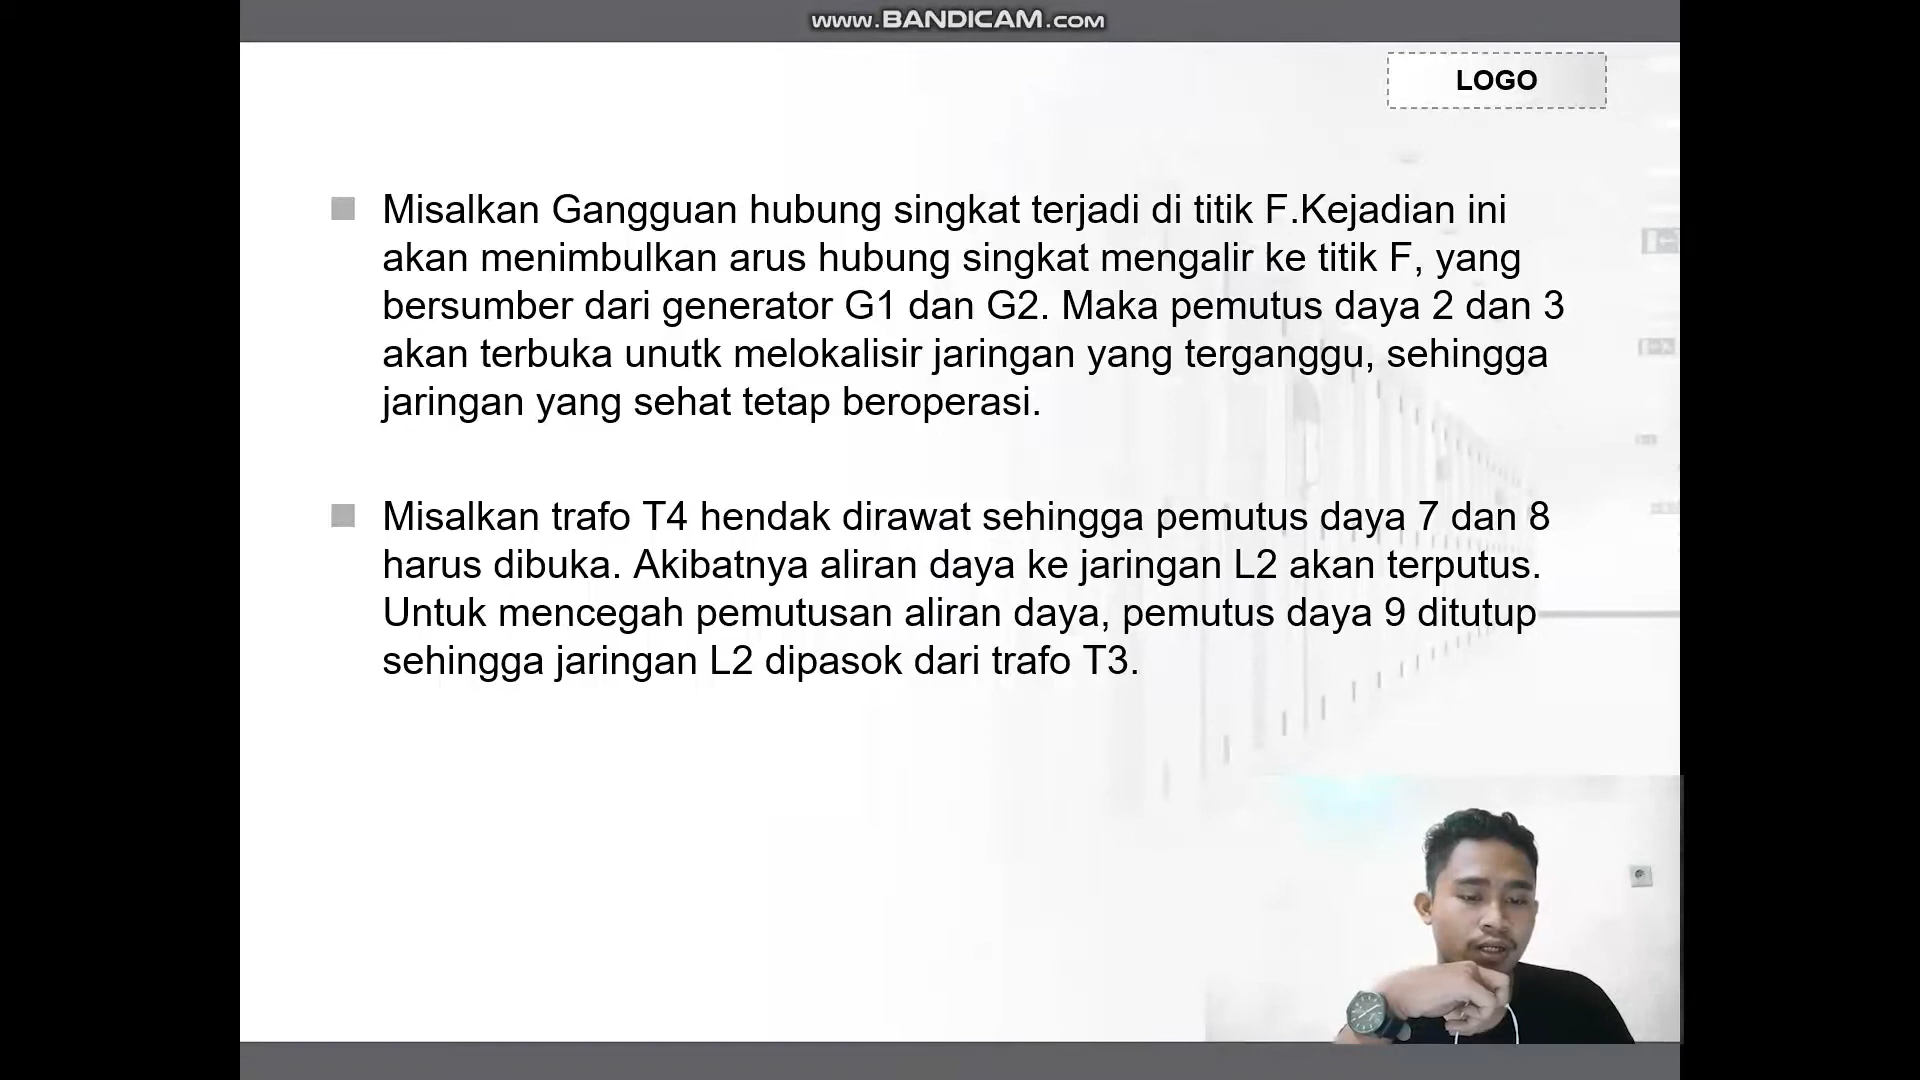 www.BANDICAM.com
LOGO
Misalkan Gangguan hubung singkat terjadi di titik F.Kejadian ini
akan menimbulkan arus hubung singkat mengalir ke titik F, yang
bersumber dari generator G1 dan G2. Maka pemutus daya 2 dan 3
akan terbuka unutk melokalisir jaringan yang terganggu, sehingga
jaringan yang sehat tetap beroperasi.
Misalkan trafo T4 hendak dirawat sehingga pemutus daya 7 dan 8
harus dibuka. Akibatnya aliran daya ke jaringan L2 akan terputus.
Untuk mencegah pemutusan aliran daya, pemutus daya 9 ditutup
sehingga jaringan L2 dipasok dari trafo T3.